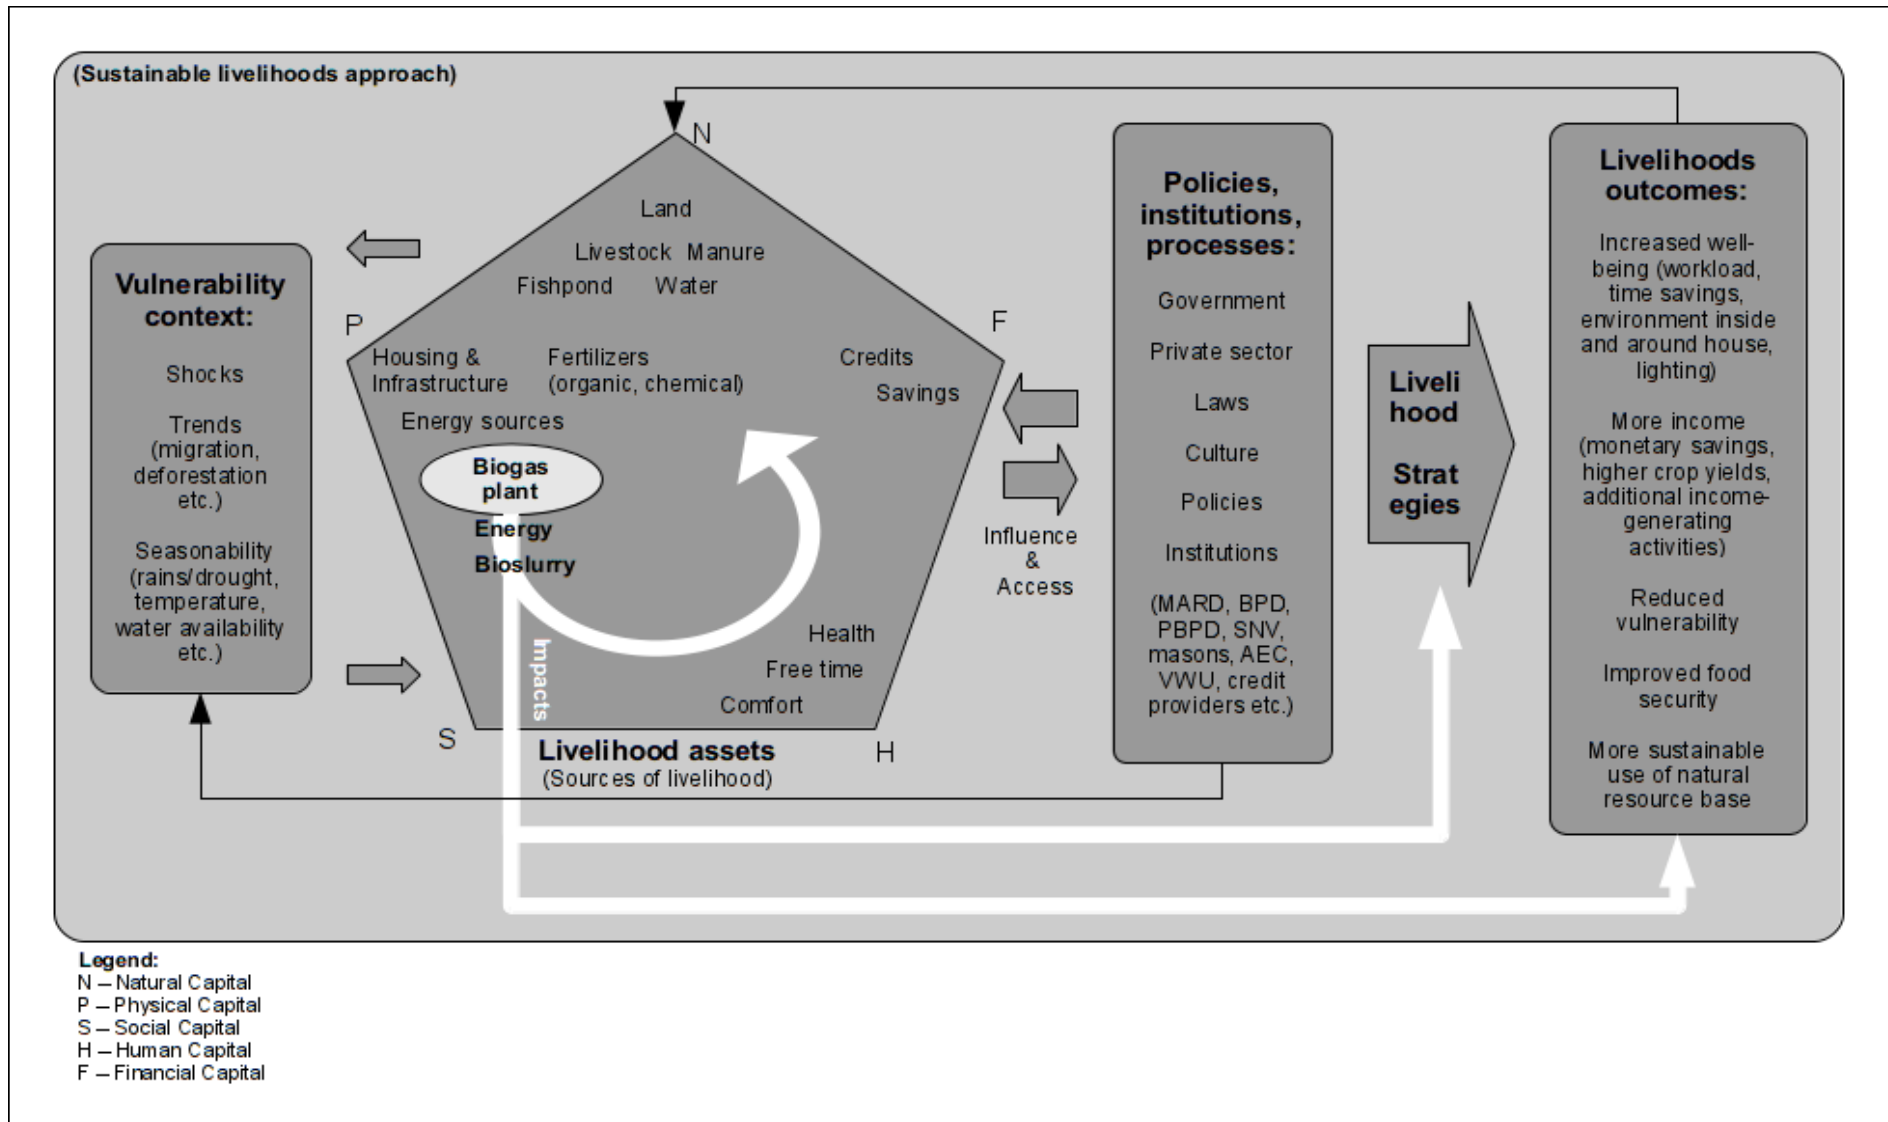 (Sustainable livelihoods approach)
Vulnerability
context:
Shocks
Trends
(migration,
deforestation
etc.)
Seasonability
(rains/drought,
temperature,
water availability
etc.)
N
P
F
S
H
Land
Livestock Manure
Fishpond Water
Housing &
Infrastructure
Fertilizers
(organic, chemical)
Credits
Savings
Energy sources
Biogas
plant
Energy
Bioslurry
Impacts
Health
Free time
Comfort
Livelihood assets
(Sources of livelihood)
Influence
&
Access
Policies,
institutions,
processes:
Government
Private sector
Laws
Culture
Policies
Institutions
(MARD, BPD,
PBPD, SNV,
masons, AEC,
VWU, credit
providers etc.)
Liveli
hood
Strat
egies
Livelihoods
outcomes:
Increased well-
being (workload,
time savings,
environment inside
and around house,
lighting)
More income
(monetary savings,
higher crop yields,
additional income-
generating
activities)
Reduced
vulnerability
Improved food
security
More sustainable
use of natural
resource base
Legend:
N – Natural Capital
P – Physical Capital
S – Social Capital
H – Human Capital
F – Financial Capital